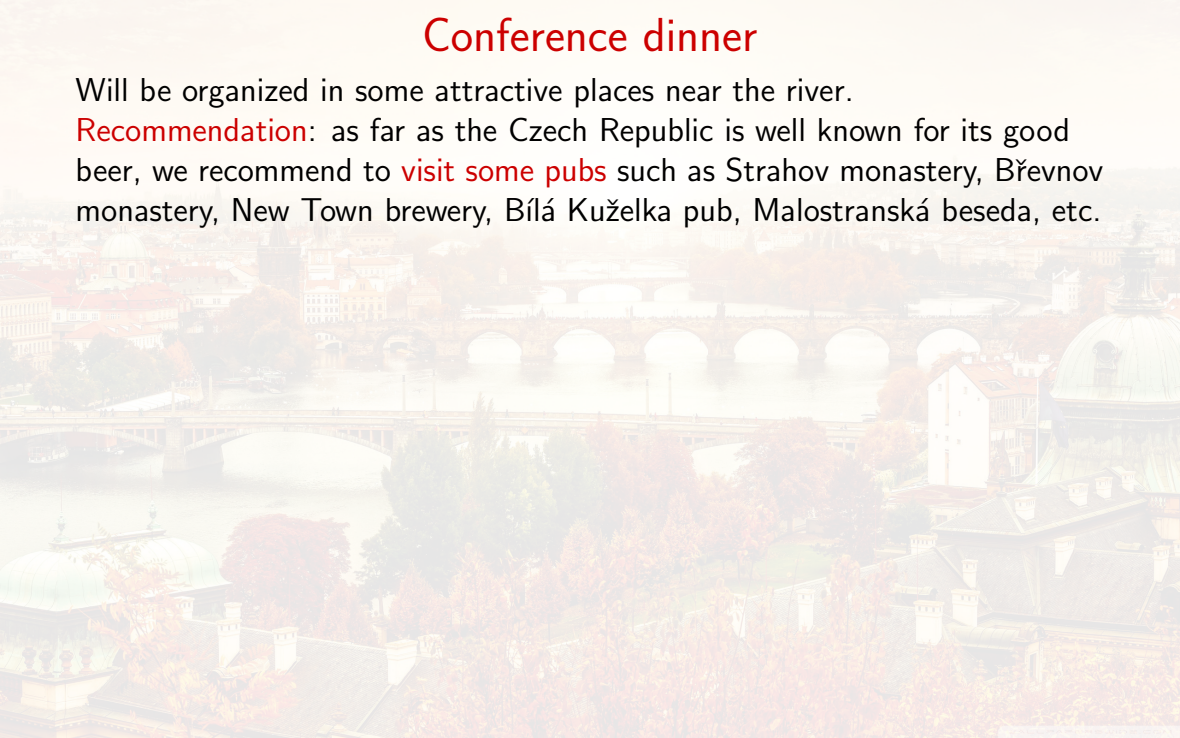 Conference dinner
Will be organized in some attractive places near the river.
Recommendation: as far as the Czech Republic is well known for its good
beer, we recommend to visit some pubs such as Strahov monastery, Břevnov
monastery, New Town brewery, Bílá Kuželka pub, Malostranská beseda, etc.